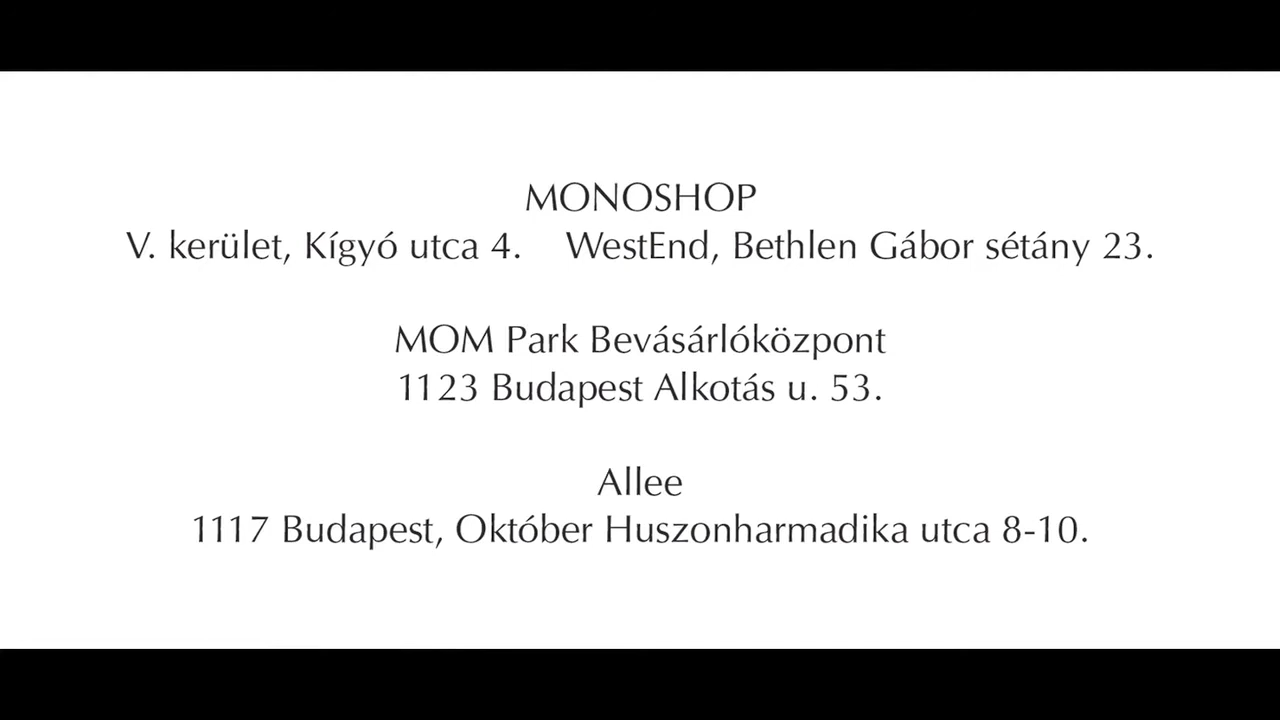 MONOSHOP
V. kerület, Kígyó utca 4. WestEnd, Bethlen Gábor sétány 23.
MOM Park Bevásárlóközpont
1123 Budapest Alkotás u. 53.
Allee
1117 Budapest, Október Huszonharmadika utca 8-10.